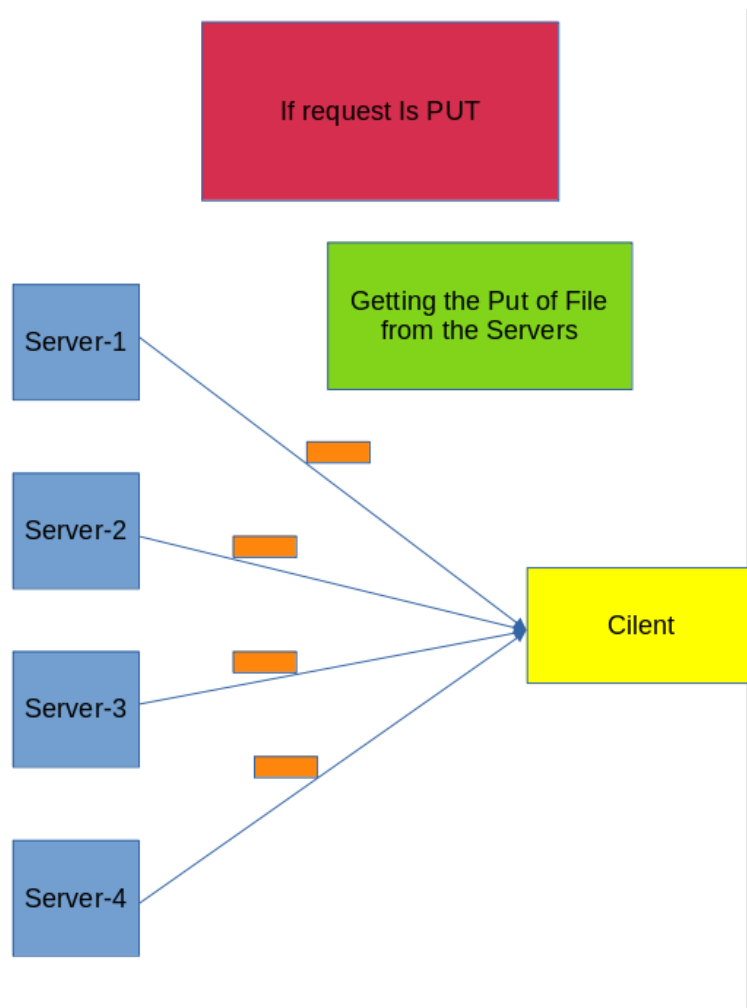 If request Is PUT
Getting the Put of File
from the Servers
Server-1
Server-2
Cilent
Server-3
Server-4